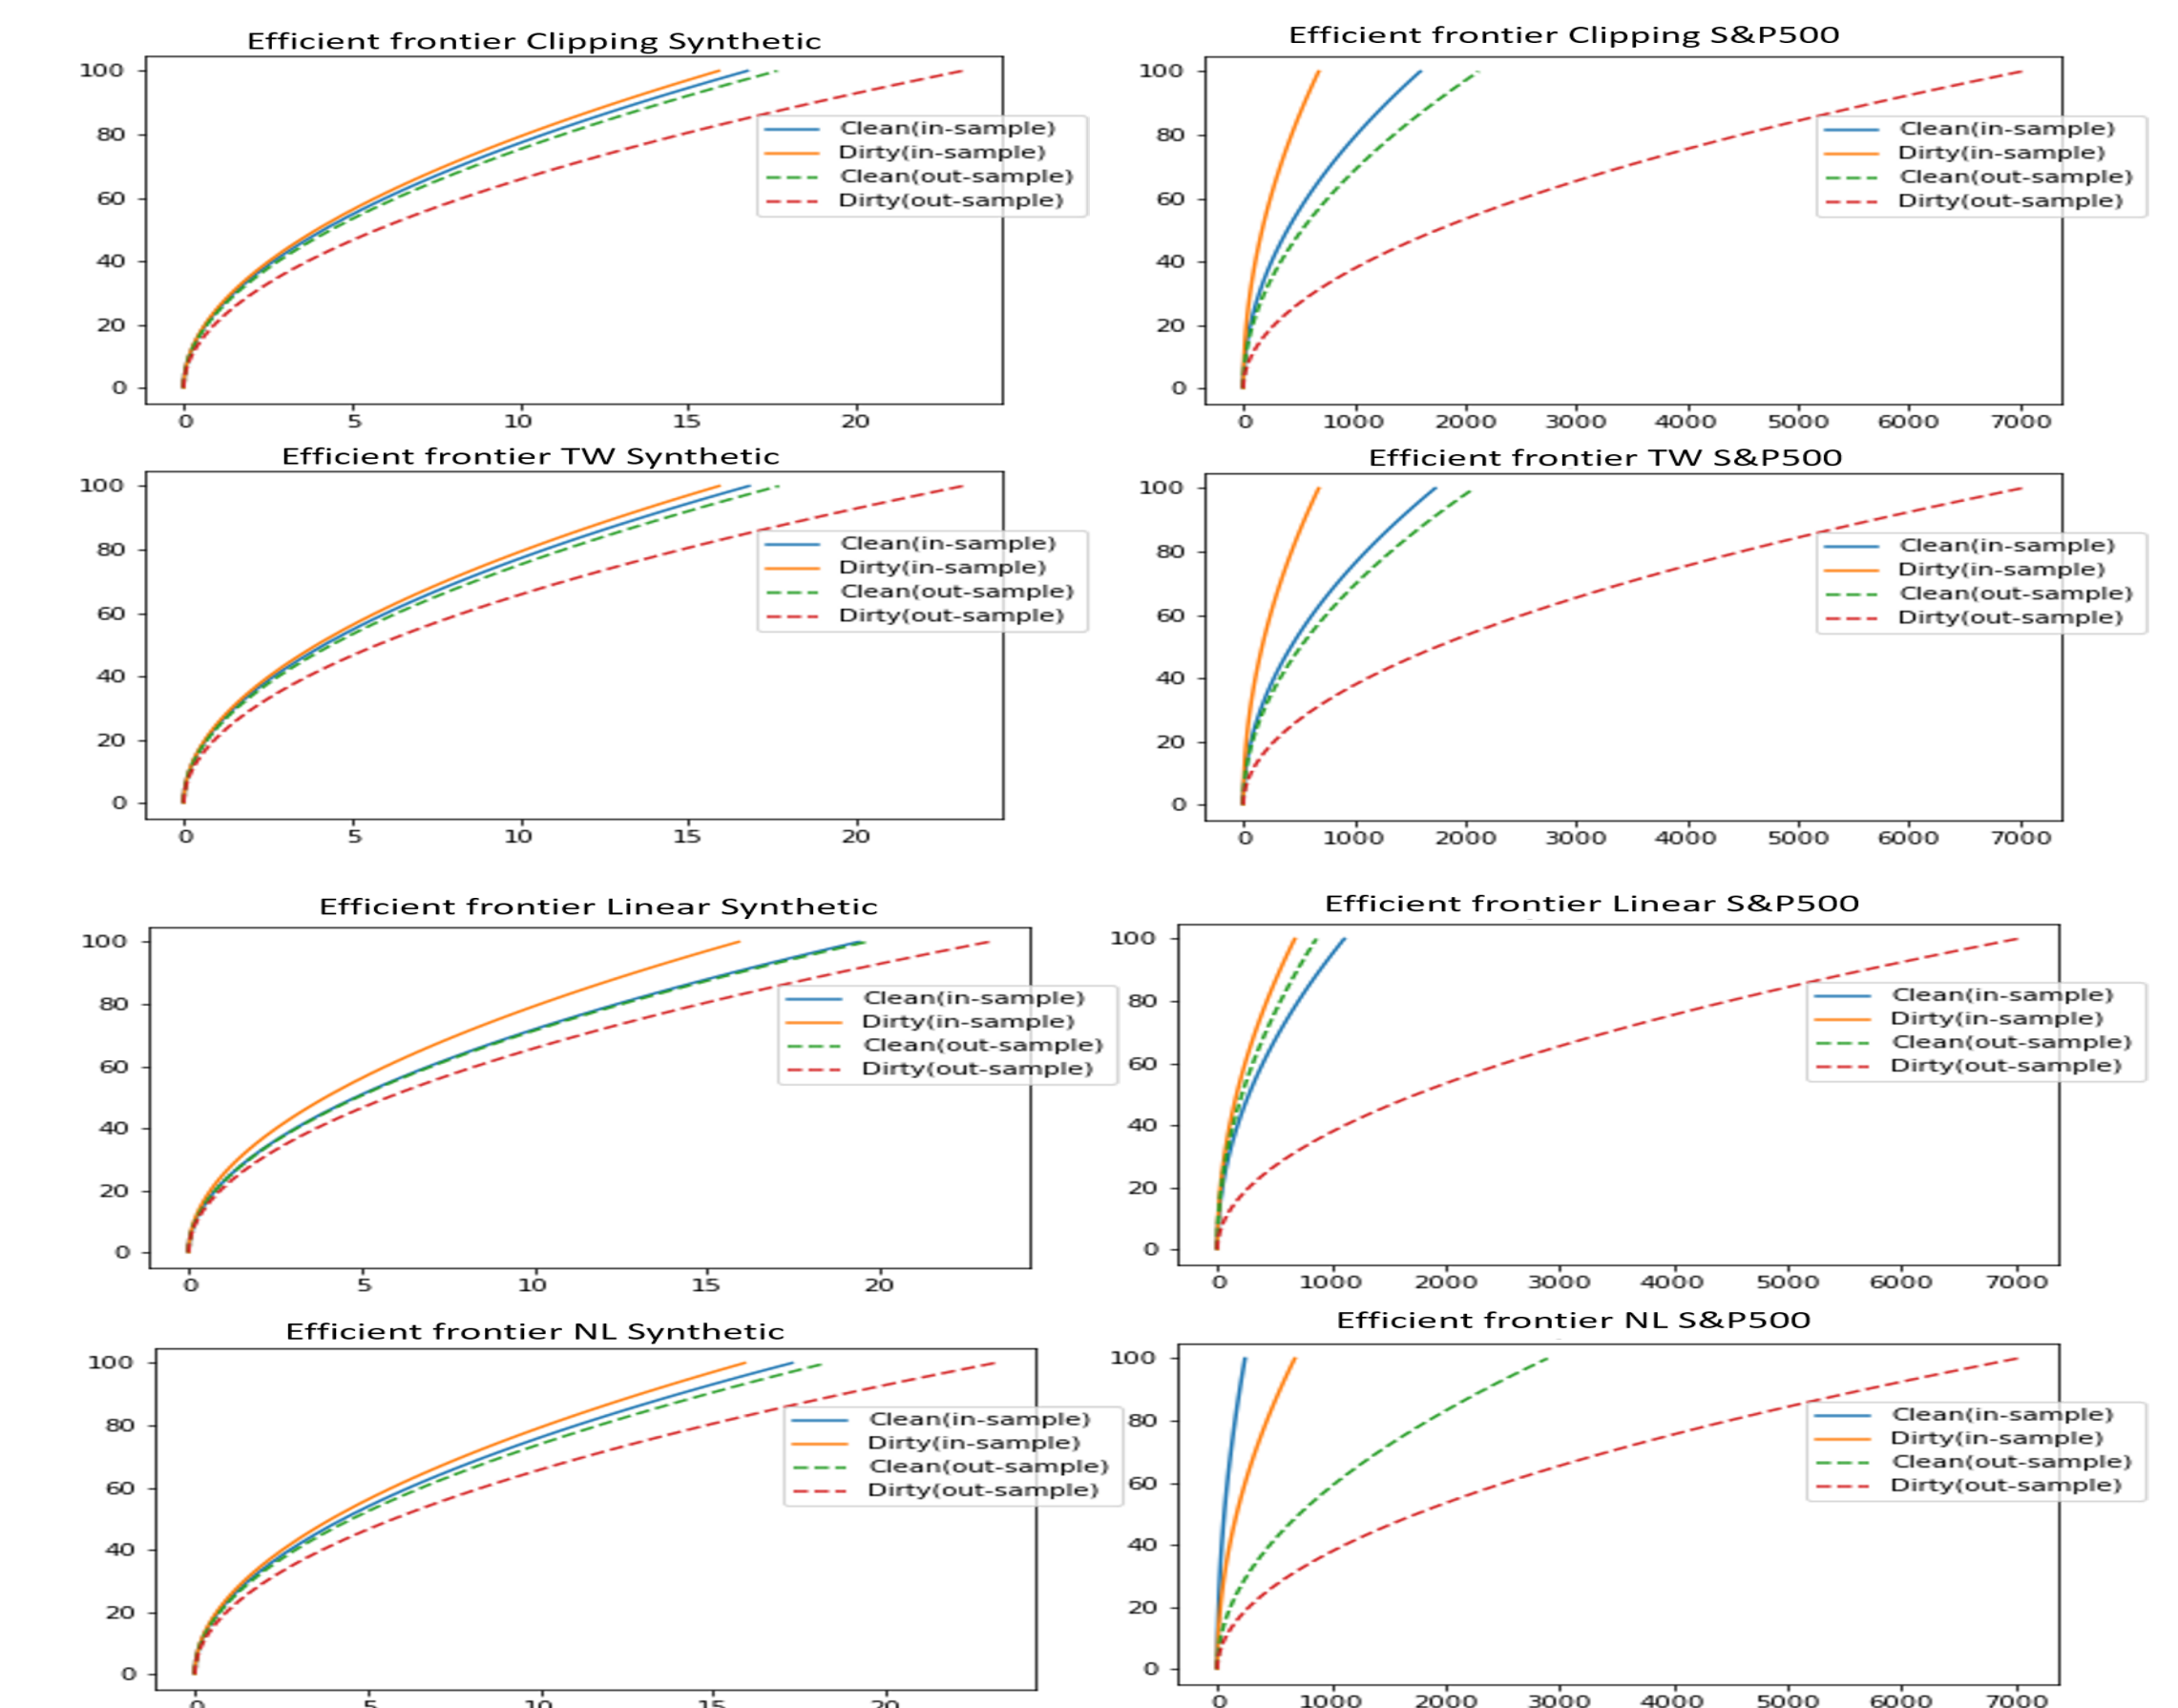 Efficient frontier Clipping Synthetic
100
80
60
40
20
0
0 5 10 15 20
Clean(in-sample)
Dirty(in-sample)
Clean(out-sample)
Dirty(out-sample)
Efficient frontier Clipping S&P500
100
80
60
40
20
0
0 1000 2000 3000 4000 5000 6000 7000
Clean(in-sample)
Dirty(in-sample)
Clean(out-sample)
Dirty(out-sample)
Efficient frontier TW Synthetic
100
80
60
40
20
0
0 5 10 15 20
Clean(in-sample)
Dirty(in-sample)
Clean(out-sample)
Dirty(out-sample)
Efficient frontier TW S&P500
100
80
60
40
20
0
0 1000 2000 3000 4000 5000 6000 7000
Clean(in-sample)
Dirty(in-sample)
Clean(out-sample)
Dirty(out-sample)
Efficient frontier Linear Synthetic
100
80
60
40
20
0
0 5 10 15 20
Clean(in-sample)
Dirty(in-sample)
Clean(out-sample)
Dirty(out-sample)
Efficient frontier Linear S&P500
100
80
60
40
20
0
0 1000 2000 3000 4000 5000 6000 7000
Clean(in-sample)
Dirty(in-sample)
Clean(out-sample)
Dirty(out-sample)
Efficient frontier NL Synthetic
100
80
60
40
20
0
0 5 10 15 20
Clean(in-sample)
Dirty(in-sample)
Clean(out-sample)
Dirty(out-sample)
Efficient frontier NL S&P500
100
80
60
40
20
0
0 1000 2000 3000 4000 5000 6000 7000
Clean(in-sample)
Dirty(in-sample)
Clean(out-sample)
Dirty(out-sample)